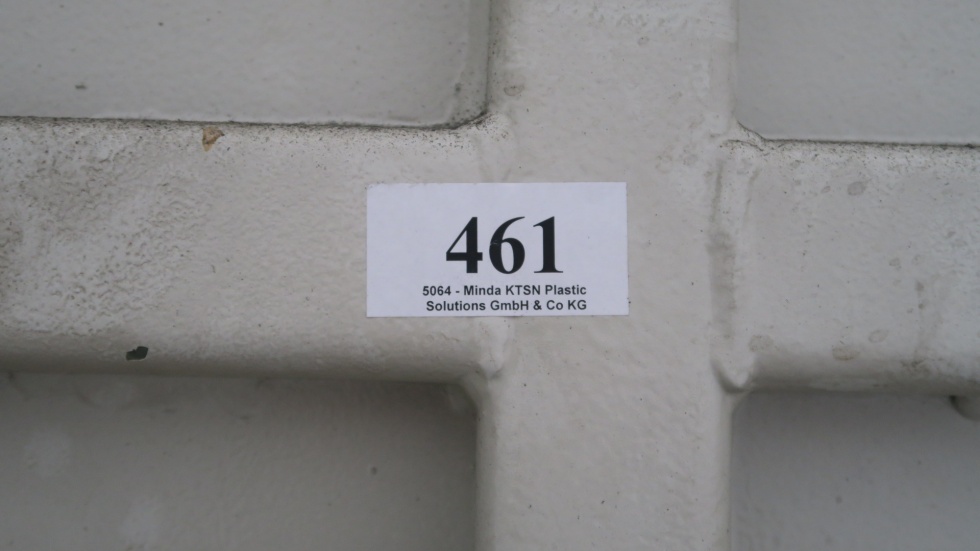 461
5064 - Minda KTSN Plastic
Solutions GmbH & Co KG